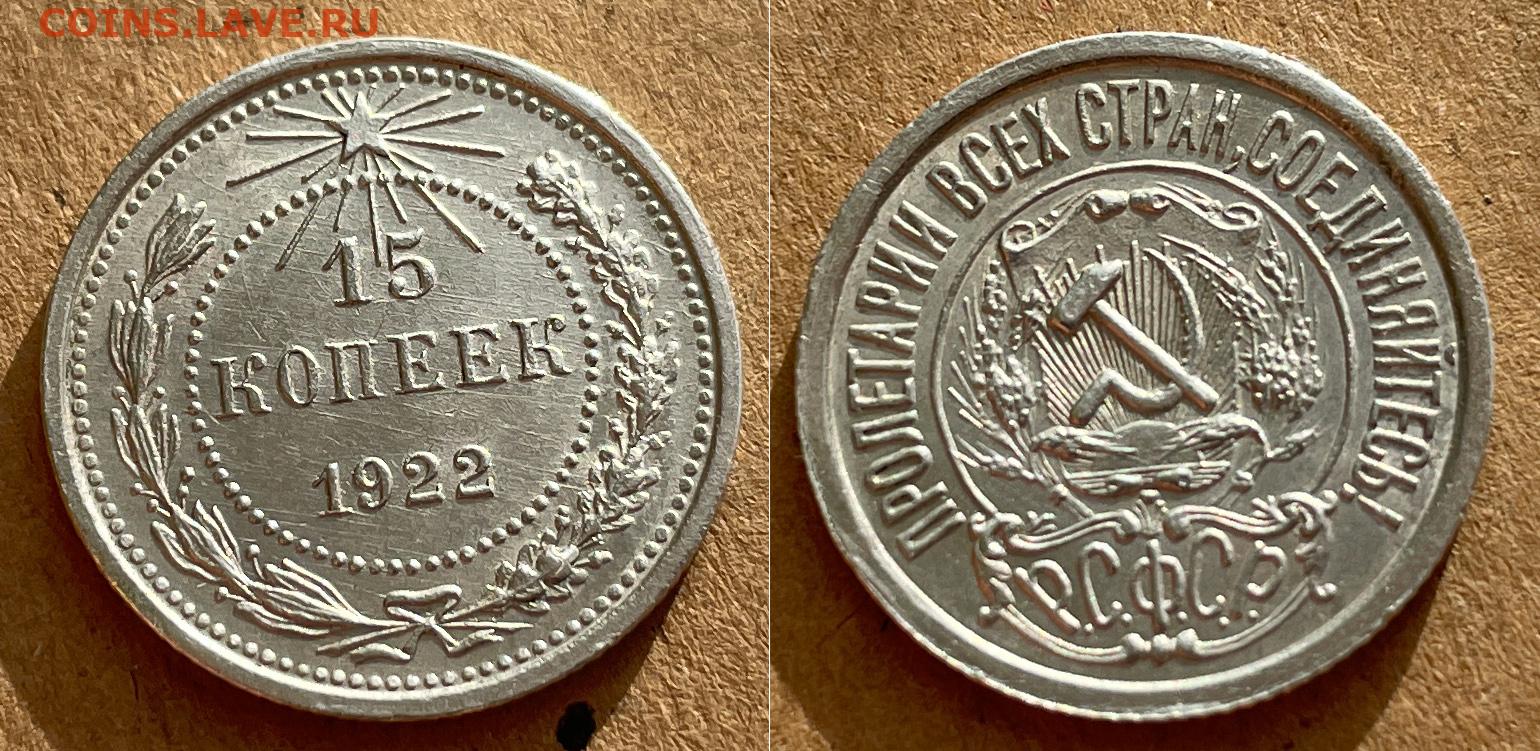 COINS.LAVE.RU
15
КОПЕЕК
1922
ПРОЛЕТАРИИ ВСЕХ СТРАН, СОЕДИНЯЙТЕСЬ!
Р.С.Ф.С.Р.